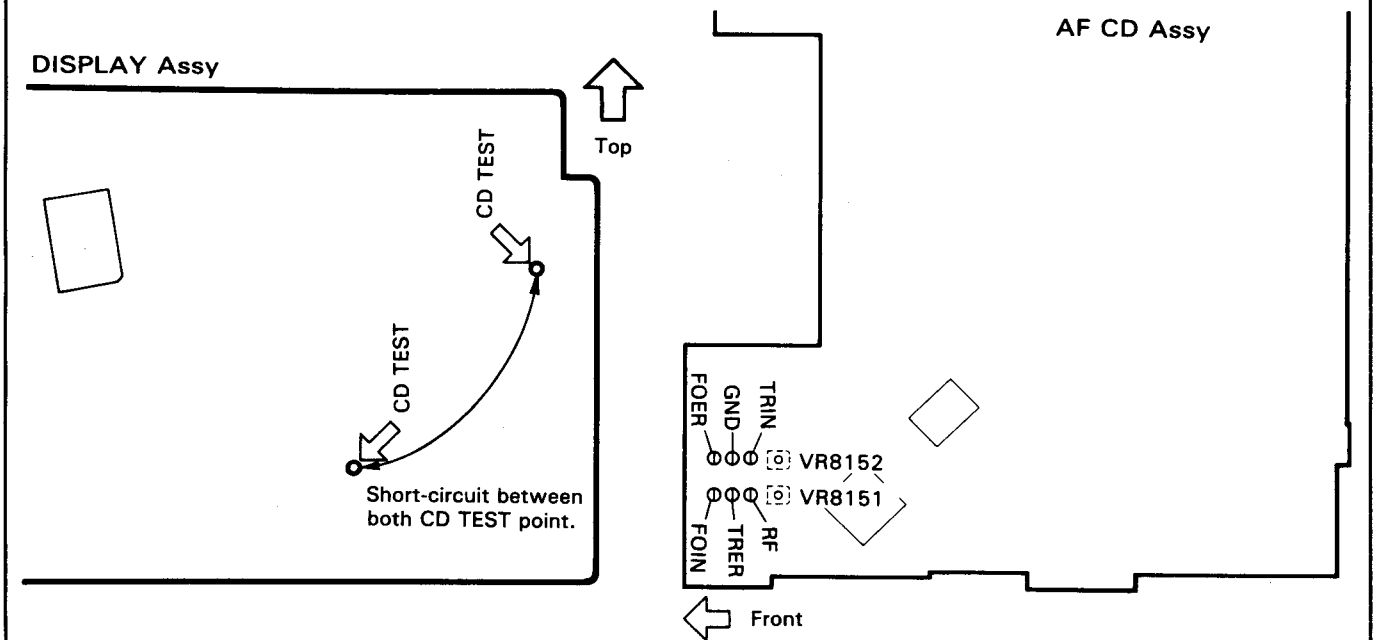 DISPLAY Assy
Top
CD TEST
CD TEST
Short-circuit between
both CD TEST point.
AF CD Assy
FOER
GND
TRIN
VR8152
VR8151
FOIN
TRER
RF
Front